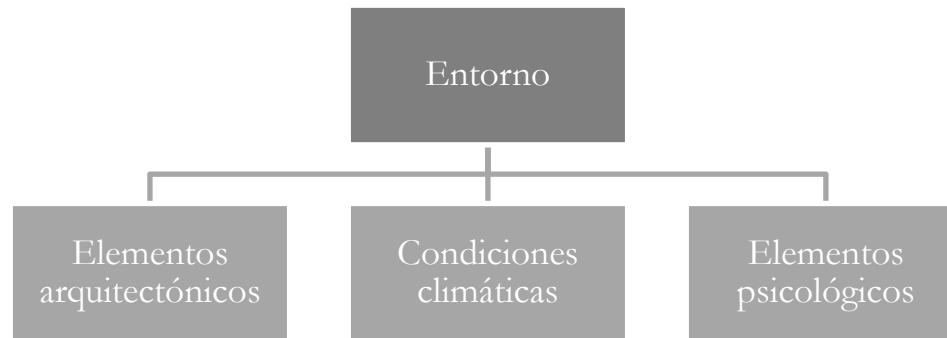 Entorno
Elementos
arquitectónicos
Condiciones
climáticas
Elementos
psicológicos